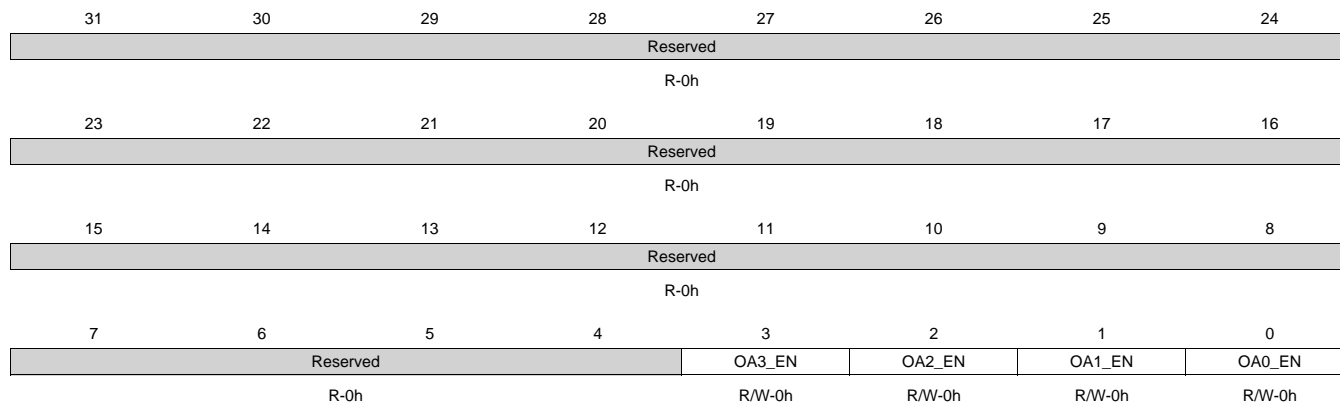 31 30 29 28 27 26 25 24
Reserved
R-0h
23 22 21 20 19 18 17 16
Reserved
R-0h
15 14 13 12 11 10 9 8
Reserved
R-0h
7 6 5 4 3 2 1 0
Reserved OA3_EN OA2_EN OA1_EN OA0_EN
R-0h R/W-0h R/W-0h R/W-0h R/W-0h